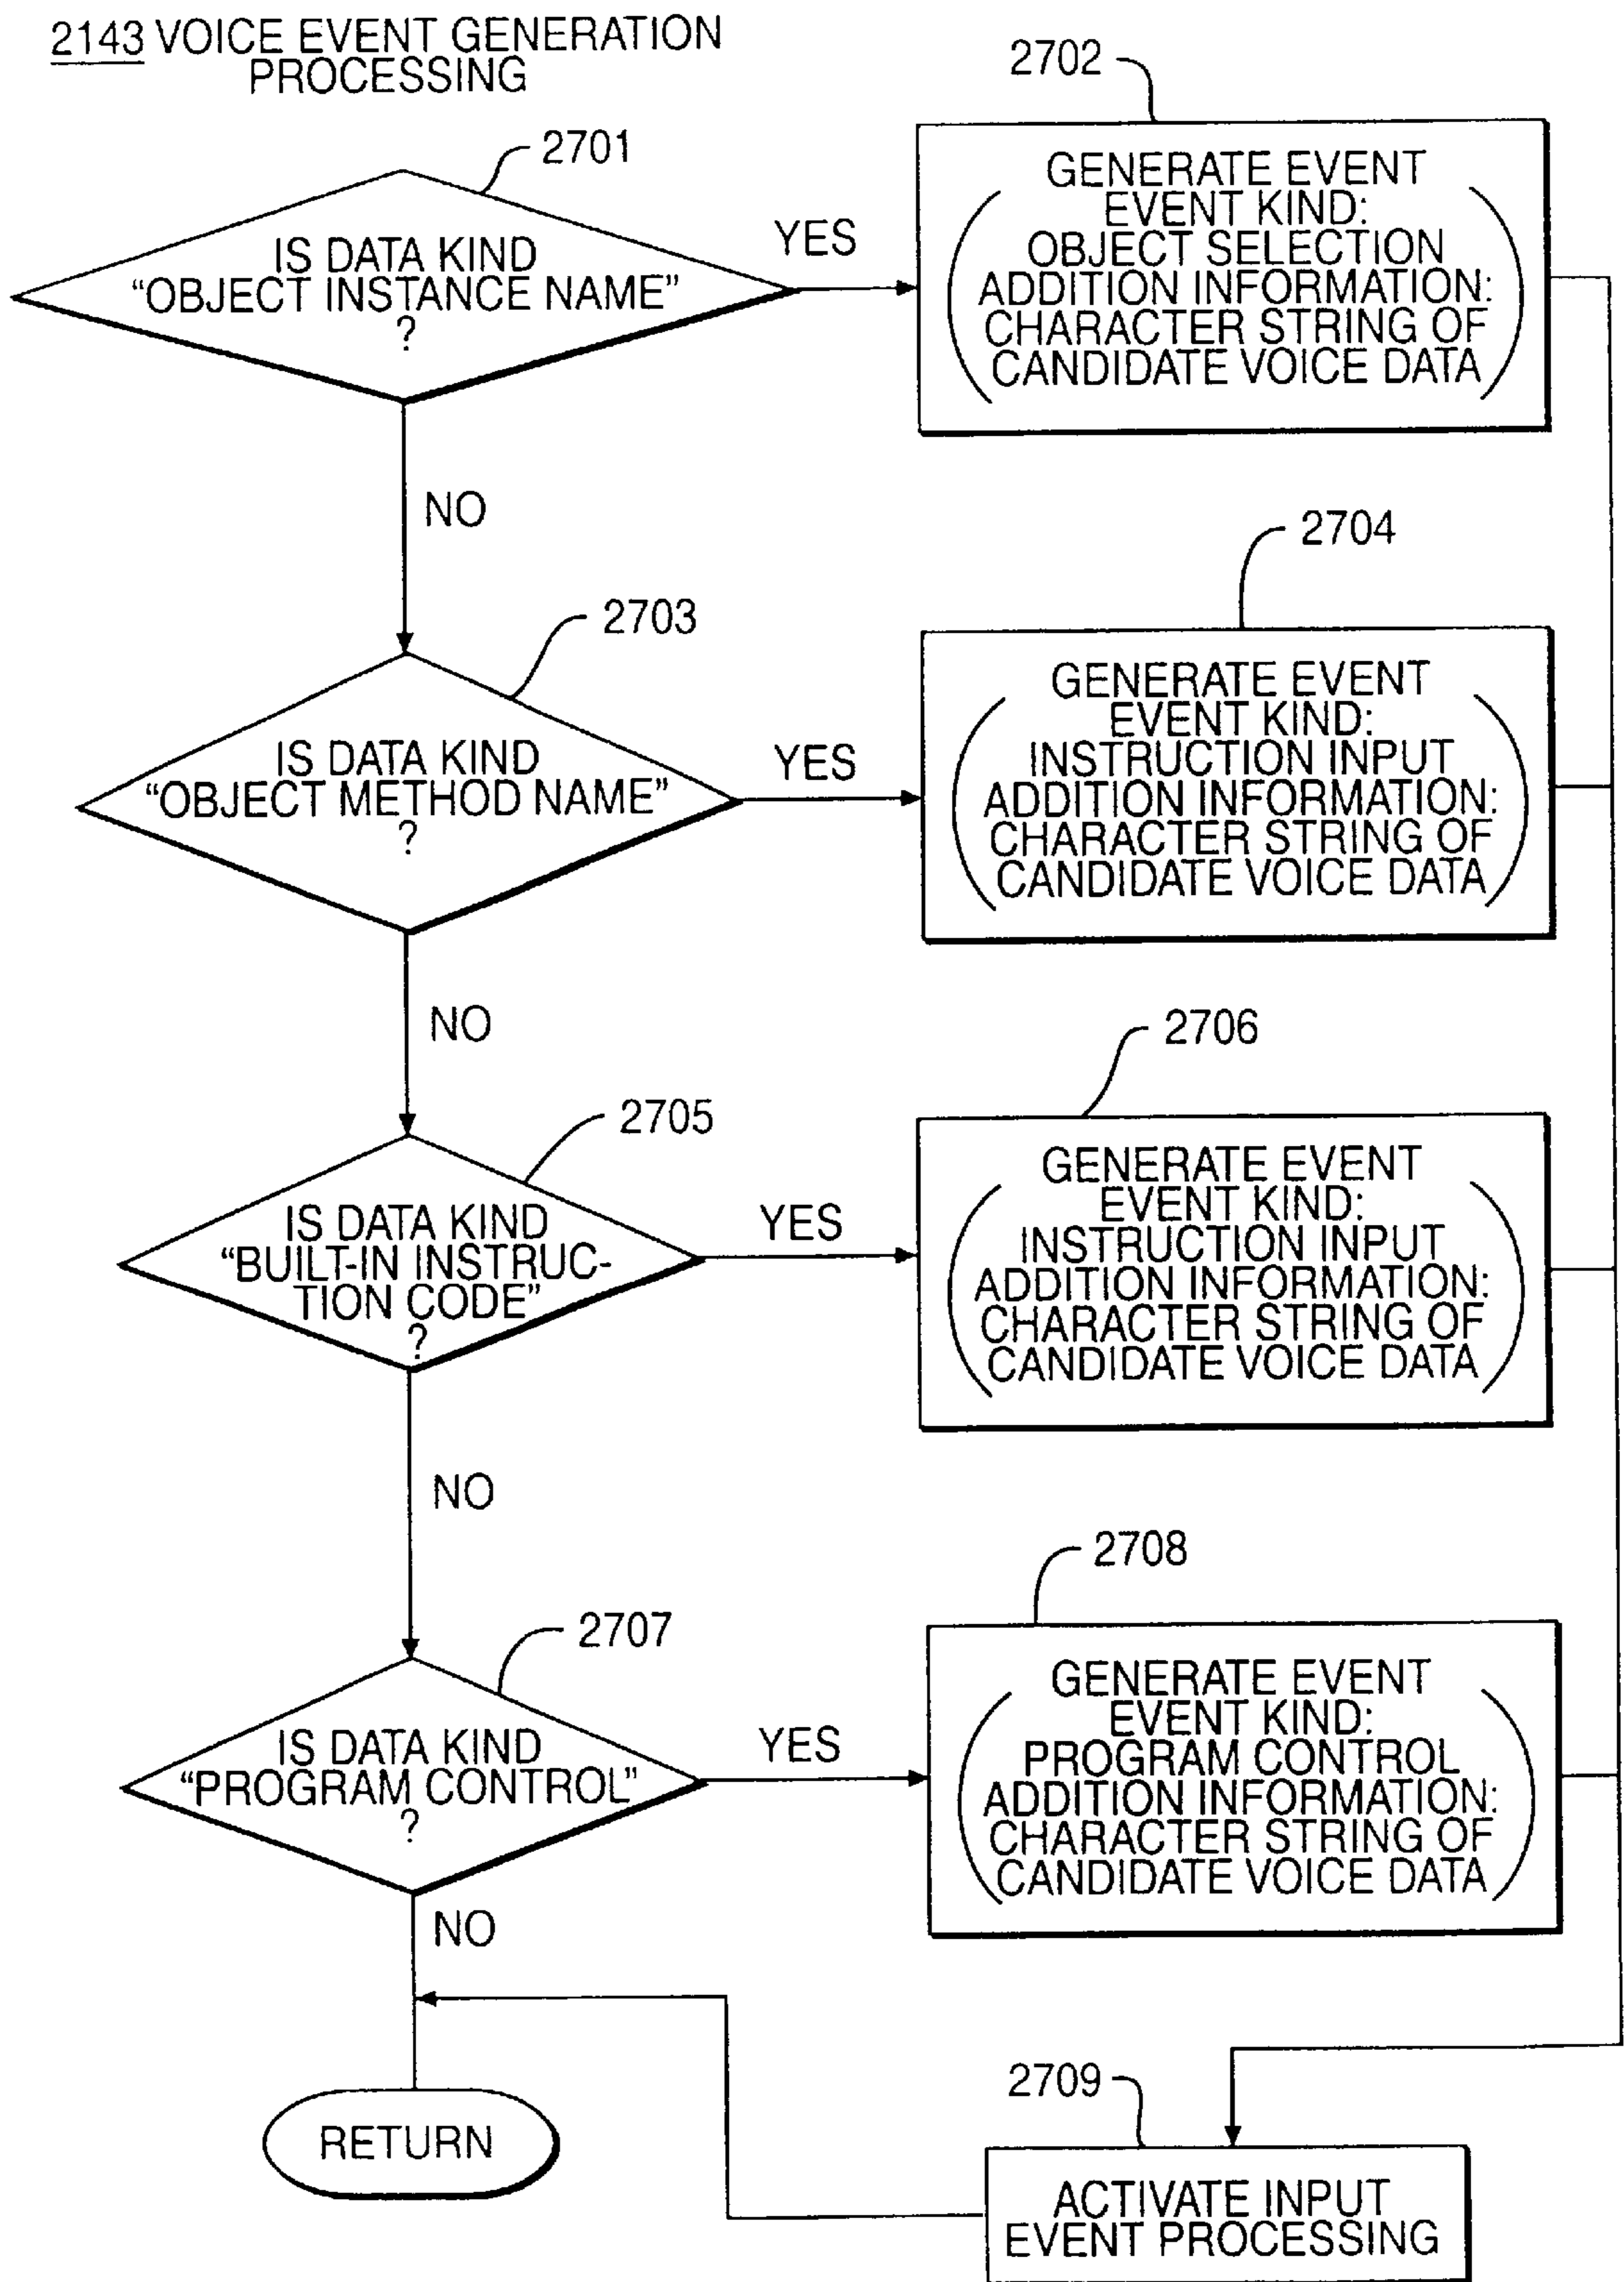 2143 VOICE EVENT GENERATION
PROCESSING
2701
IS DATA KIND
“OBJECT INSTANCE NAME”
?
YES
NO
2702
GENERATE EVENT
EVENT KIND:
OBJECT SELECTION
ADDITION INFORMATION:
CHARACTER STRING OF
CANDIDATE VOICE DATA
2703
IS DATA KIND
“OBJECT METHOD NAME”
?
YES
NO
2704
GENERATE EVENT
EVENT KIND:
INSTRUCTION INPUT
ADDITION INFORMATION:
CHARACTER STRING OF
CANDIDATE VOICE DATA
2705
IS DATA KIND
“BUILT-IN INSTRUC-
TION CODE”
?
YES
NO
2706
GENERATE EVENT
EVENT KIND:
INSTRUCTION INPUT
ADDITION INFORMATION:
CHARACTER STRING OF
CANDIDATE VOICE DATA
2707
IS DATA KIND
“PROGRAM CONTROL”
?
YES
NO
2708
GENERATE EVENT
EVENT KIND:
PROGRAM CONTROL
ADDITION INFORMATION:
CHARACTER STRING OF
CANDIDATE VOICE DATA
RETURN
2709
ACTIVATE INPUT
EVENT PROCESSING